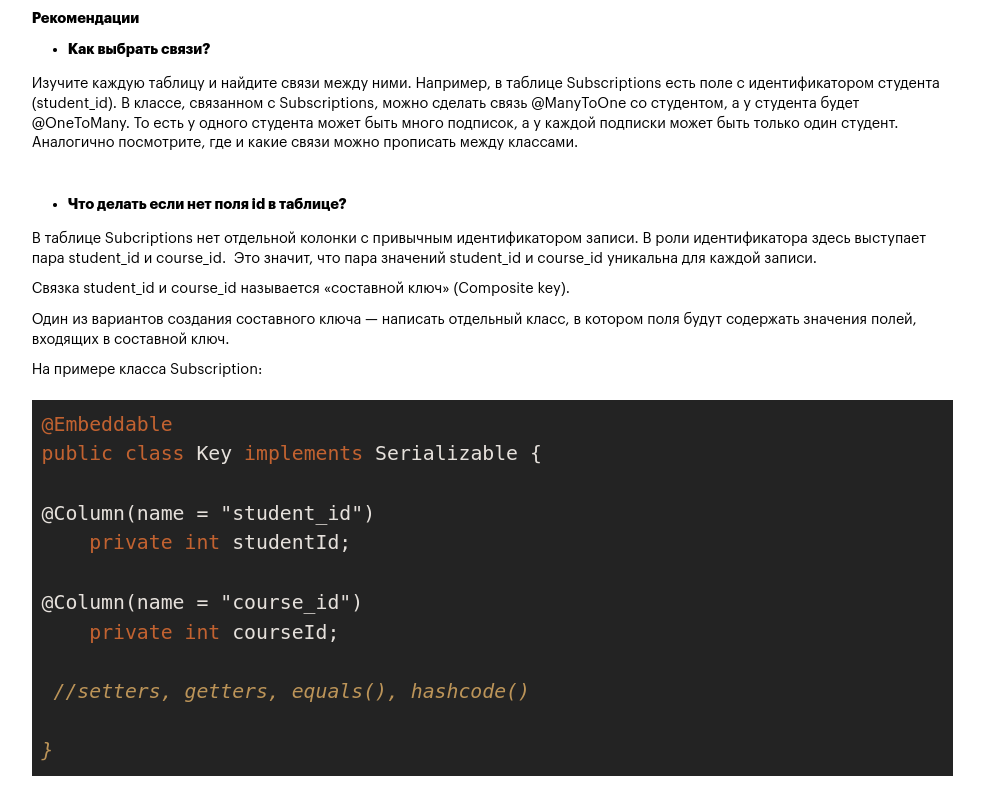 Рекомендации
• Как выбрать связи?
Изучите каждую таблицу и найдите связи между ними. Например, в таблице Subscriptions есть поле с идентификатором студента
(student_id). В классе, связанном с Subscriptions, можно сделать связь @ManyToOne со студентом, а у студента будет
@OneToMany. То есть у одного студента может быть много подписок, а у каждой подписки может быть только один студент.
Аналогично посмотрите, где и какие связи можно прописать между классами.
• Что делать если нет поля id в таблице?
В таблице Subcriptions нет отдельной колонки с привычным идентификатором записи. В роли идентификатора здесь выступает
пара student_id и course_id.  Это значит, что пара значений student_id и course_id уникальна для каждой записи.
Связка student_id и course_id называется «составной ключ» (Composite key).
Один из вариантов создания составного ключа — написать отдельный класс, в котором поля будут содержать значения полей,
входящих в составной ключ.
На примере класса Subscription:
@Embeddable
public class Key implements Serializable {
@Column(name = "student_id")
    private int studentId;
@Column(name = "course_id")
    private int courseId;
 //setters, getters, equals(), hashcode()
}